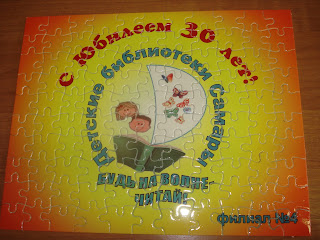 С Юбилеем 30 лет!
Детские библиотеки Самары
БУДЬ НА ВОЛНЕ-
ЧИТАЙ!
филиал №4